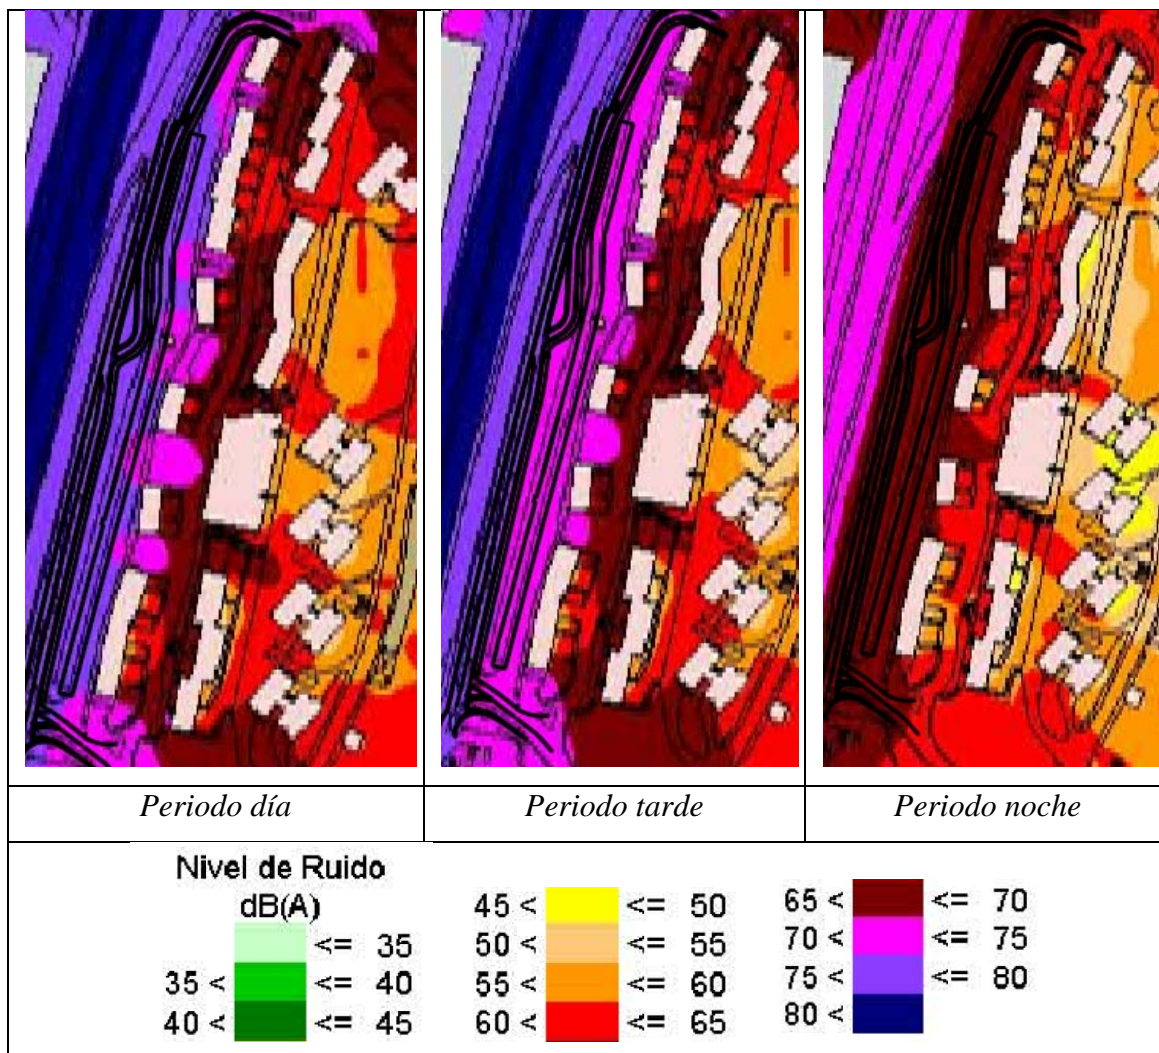 Periodo día
Periodo tarde
Periodo noche
Nivel de Ruido
dB(A)
<= 35
35 < <= 40
40 < <= 45
45 < <= 50
50 < <= 55
55 < <= 60
60 < <= 65
65 < <= 70
70 < <= 75
75 < <= 80
80 <